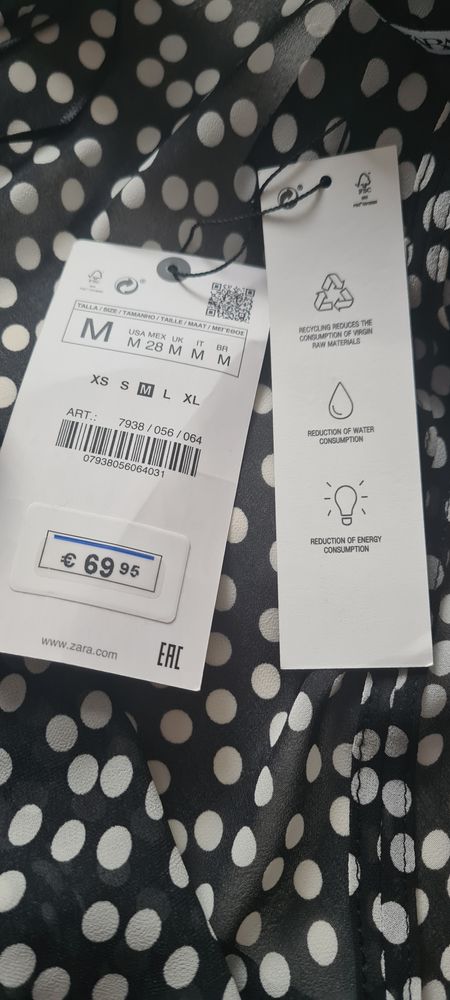 TALLA / SIZE / TAMANHO / TAILLE / MAAT / ΜΕΓΕΘΟΣ
M
USA MEX UK IT BR
M 28 M M M
XS S M L XL
ART.: 7938 / 056 / 064
07938056064031
€ 69 95
www.zara.com
EAC
FSC
RECYCLING REDUCES THE
CONSUMPTION OF VIRGIN
RAW MATERIALS
REDUCTION OF WATER
CONSUMPTION
REDUCTION OF ENERGY
CONSUMPTION